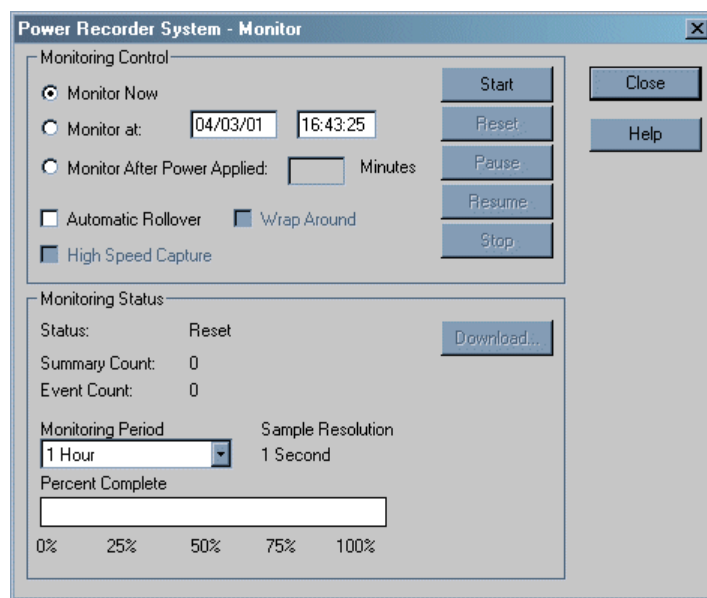 Power Recorder System - Monitor
Monitoring Control
Monitor Now
Monitor at: 04/03/01 16:43:25
Monitor After Power Applied: Minutes
Automatic Rollover Wrap Around
High Speed Capture
Start
Reset
Pause
Resume
Stop
Close
Help
Monitoring Status
Status: Reset
Summary Count: 0
Event Count: 0
Download...
Monitoring Period Sample Resolution
1 Hour 1 Second
Percent Complete
0% 25% 50% 75% 100%